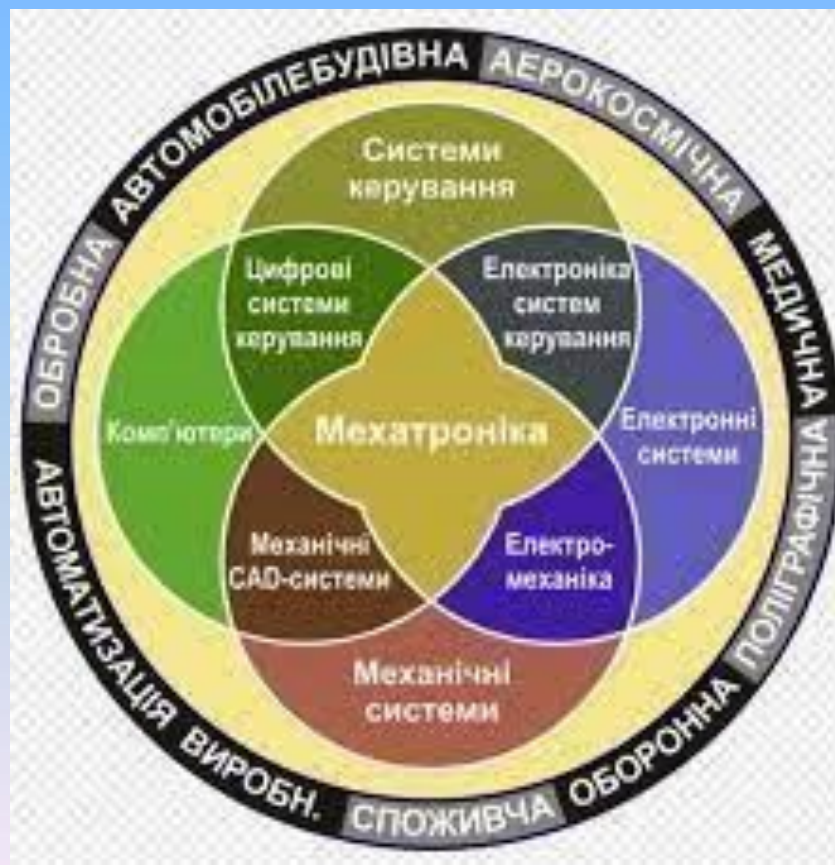 ОБРОБНА
АВТОМОБІЛЕБУДІВНА
АЕРОКОСМІЧНА
МЕДИЧНА
ПОЛІГРАФІЧНА
ОБОРОННА
СПОЖИВЧА
АВТОМАТИЗАЦІЯ ВИРОБН.
Системи
керування
Цифрові
системи
керування
Електроніка
систем
керування
Комп'ютери
Мехатроніка
Електронні
системи
Механічні
CAD-системи
Електро-
механіка
Механічні
системи